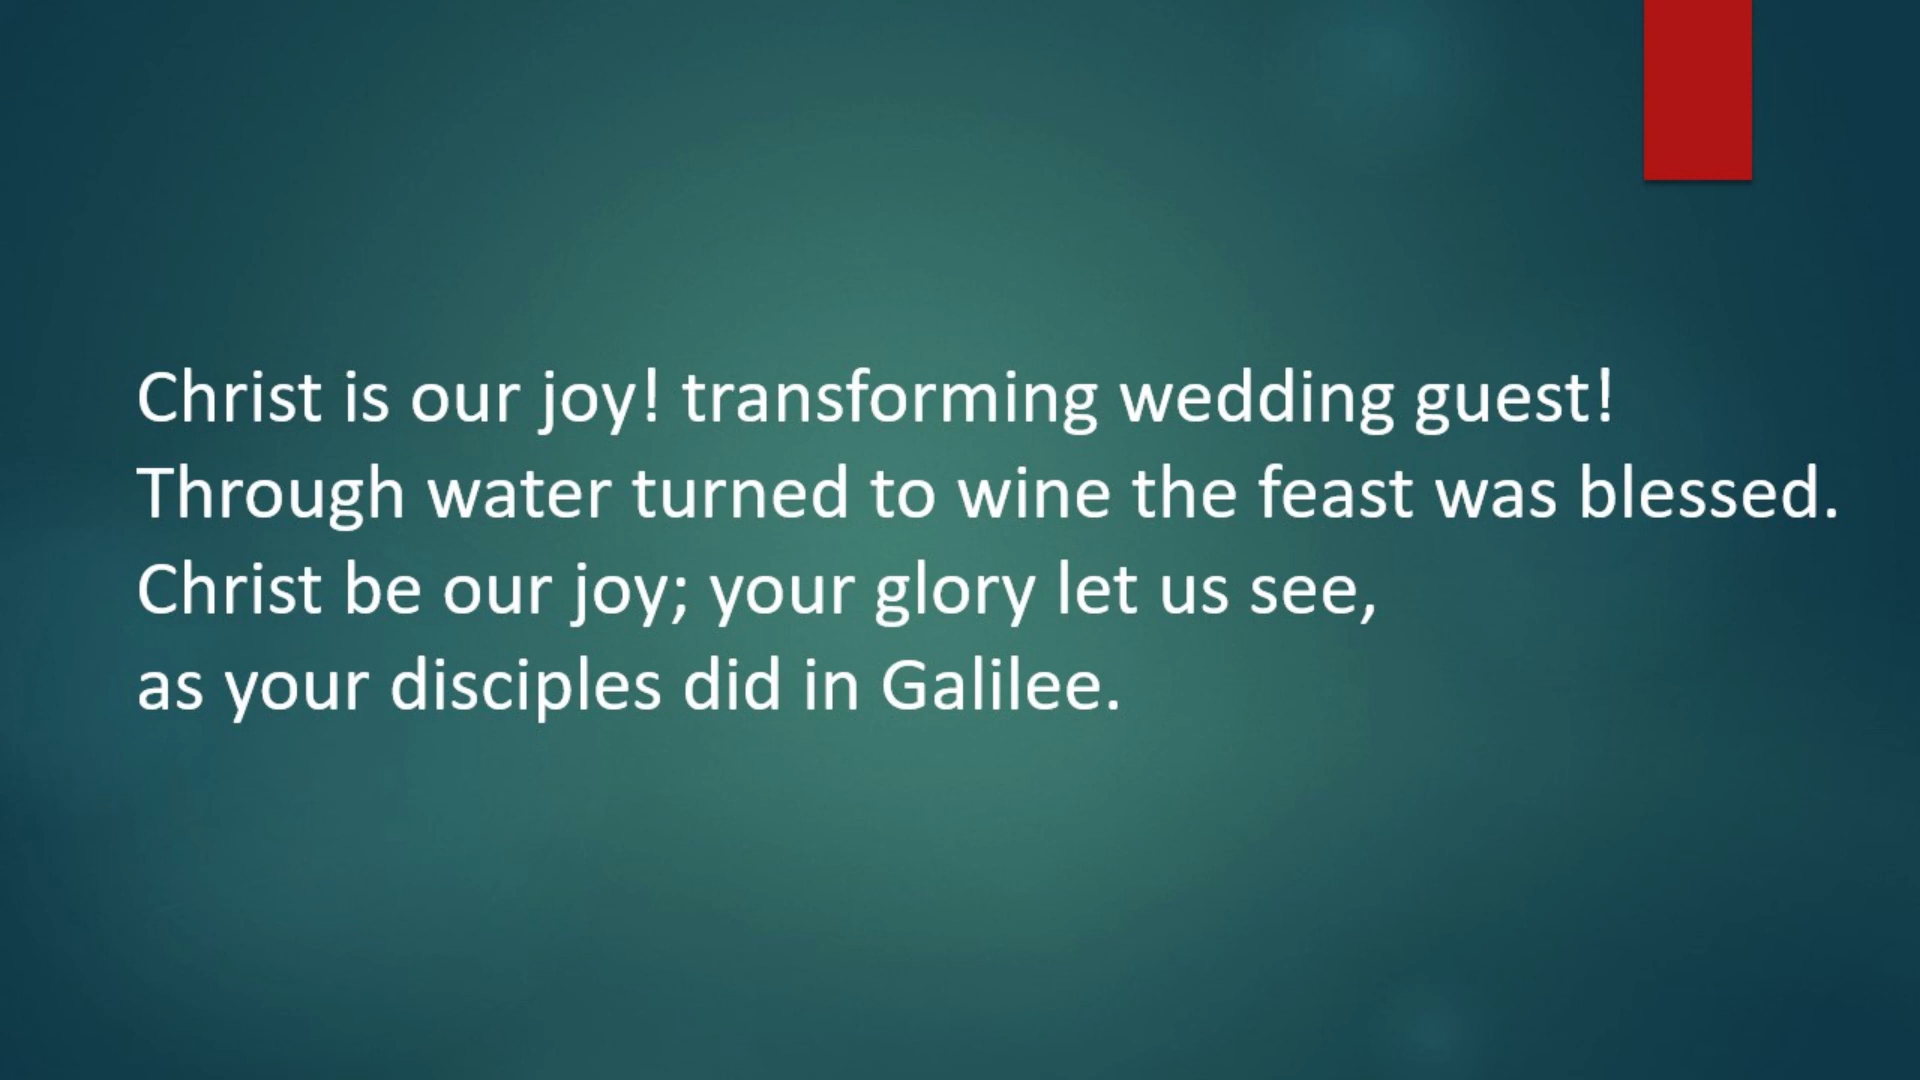 Christ is our joy! transforming wedding guest!
Through water turned to wine the feast was blessed.
Christ be our joy; your glory let us see,
as your disciples did in Galilee.